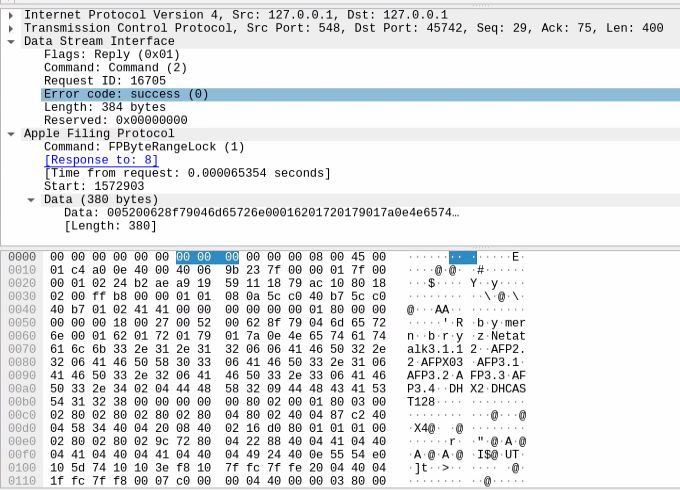 Internet Protocol Version 4, Src: 127.0.0.1, Dst: 127.0.0.1
Transmission Control Protocol, Src Port: 548, Dst Port: 45742, Seq: 29, Ack: 75, Len: 400
Data Stream Interface
Flags: Reply (0x01)
Command: Command (2)
Request ID: 16705
Error code: success (0)
Length: 384 bytes
Reserved: 0x00000000
Apple Filing Protocol
Command: FPByteRangeLock (1)
[Response to: 8]
[Time from request: 0.000065354 seconds]
Start: 1572903
Data (380 bytes)
Data: 005200628f79046d65726e00016201720179017a0e4e6574…
[Length: 380]
0000 00 00 00 00 00 00 00 00 00 00 00 00 08 00 45 00 ········ ······E·
0010 01 c4 a0 0e 40 00 40 06 9b 23 7f 00 00 01 7f 00 ····@·@· ·#······
0020 00 01 02 24 b2 ae a9 19 59 11 18 79 ac 10 80 18 ···$···· Y··y····
0030 02 00 ff b8 00 00 01 01 08 0a 5c c0 40 b7 5c c0 ········ ··\·@·\·
0040 40 b7 01 02 41 41 00 00 00 00 00 00 01 80 00 00 @···AA·· ········
0050 00 00 00 18 00 27 00 52 00 62 8f 79 04 6d 65 72 ·····'·R ·b·y·mer
0060 6e 00 01 62 01 72 01 79 01 7a 0e 4e 65 74 61 74 n··b·r·y ·z·Netat
0070 61 6c 6b 33 2e 31 2e 31 32 06 06 41 46 50 32 2e alk3.1.1 2··AFP2.
0080 32 06 41 46 50 58 30 33 06 41 46 50 33 2e 31 06 2·AFPX03 ·AFP3.1·
0090 41 46 50 33 2e 32 06 41 46 50 33 2e 33 06 41 46 AFP3.2·A FP3.3·AF
00a0 50 33 2e 34 02 04 44 48 58 32 09 44 48 43 41 53 P3.4··DH X2·DHCAS
00b0 54 31 32 38 00 00 00 00 00 80 02 00 01 80 03 00 T128···· ········
00c0 02 80 02 80 02 80 02 80 04 80 02 40 04 87 c2 40 ········ ···@···@
00d0 04 58 34 40 04 20 08 40 02 16 d0 80 01 01 01 00 ·X4@· ·@ ········
00e0 02 80 02 80 02 9c 72 80 04 22 88 40 04 41 04 40 ······r· ·"·@·A·@
00f0 04 41 04 40 04 41 04 40 04 49 24 40 0e 55 54 e0 ·A·@·A·@ ·I$@·UT·
0100 10 5d 74 10 10 3e f8 10 7f fc 7f fe 20 04 40 04 ·]t··>·· ···· ·@·
0110 1f fc 7f f8 00 07 c0 00 00 04 40 00 00 03 80 00 ········ ··@·····